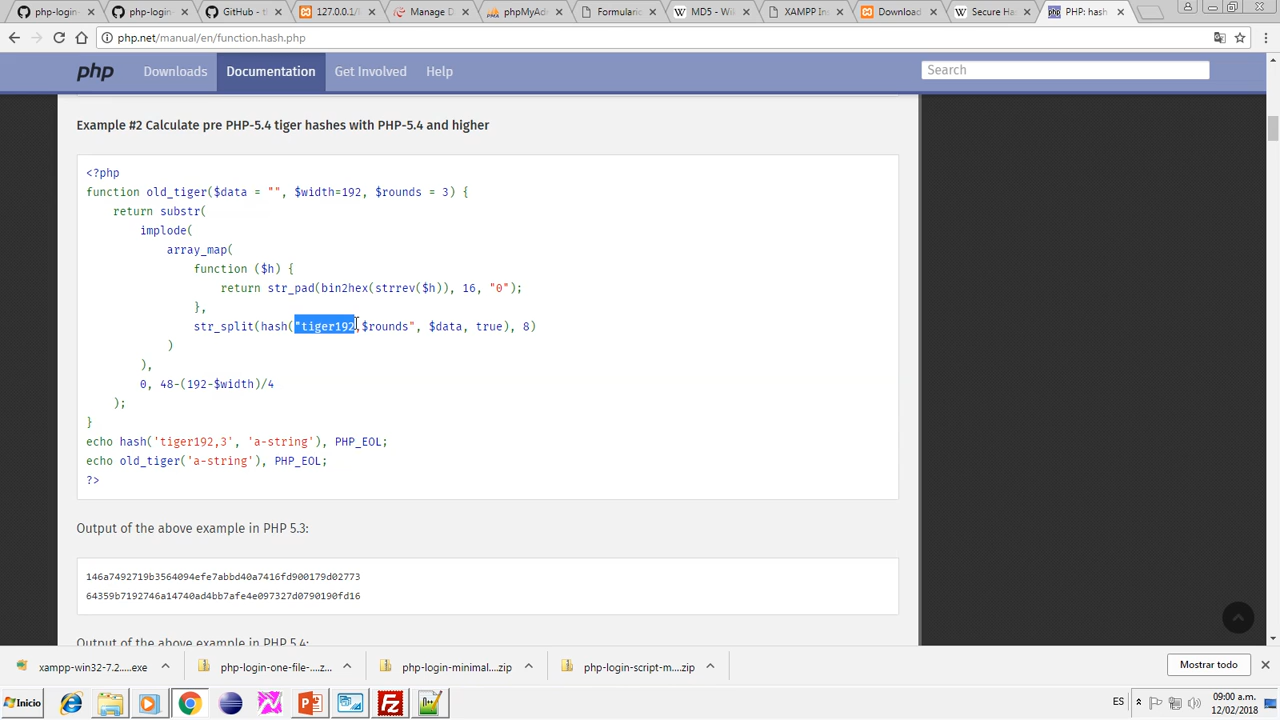 php-login-
php-login-
GitHub - t
127.0.0.1/
Manage D
phpMyAd
Formulario
MD5 - W
XAMPP In
Download
Secure Ha
PHP: hash
php.net/manual/en/function.hash.php
php
Downloads
Documentation
Get Involved
Help
Search
Example #2 Calculate pre PHP-5.4 tiger hashes with PHP-5.4 and higher
<?php
function old_tiger($data = "", $width=192, $rounds = 3) {
return substr(
implode(
array_map(
function ($h) {
return str_pad(bin2hex(strrev($h)), 16, "0");
},
str_split(hash("tiger192,$rounds", $data, true), 8)
)
),
0, 48-(192-$width)/4
);
}
echo hash('tiger192,3', 'a-string'), PHP_EOL;
echo old_tiger('a-string'), PHP_EOL;
?>
Output of the above example in PHP 5.3:
146a7492719b3564094efe7abbd40a7416fd900179d02773
64359b7192746a14740ad4bb7afe4e097327d0790190fd16
Output of the above example in PHP 5.4:
xampp-win32-7.2.....exe
php-login-one-file-....z...
php-login-minimal....zip
php-login-script-m....zip
Mostrar todo
Inicio
ES
09:00 a.m.
12/02/2018